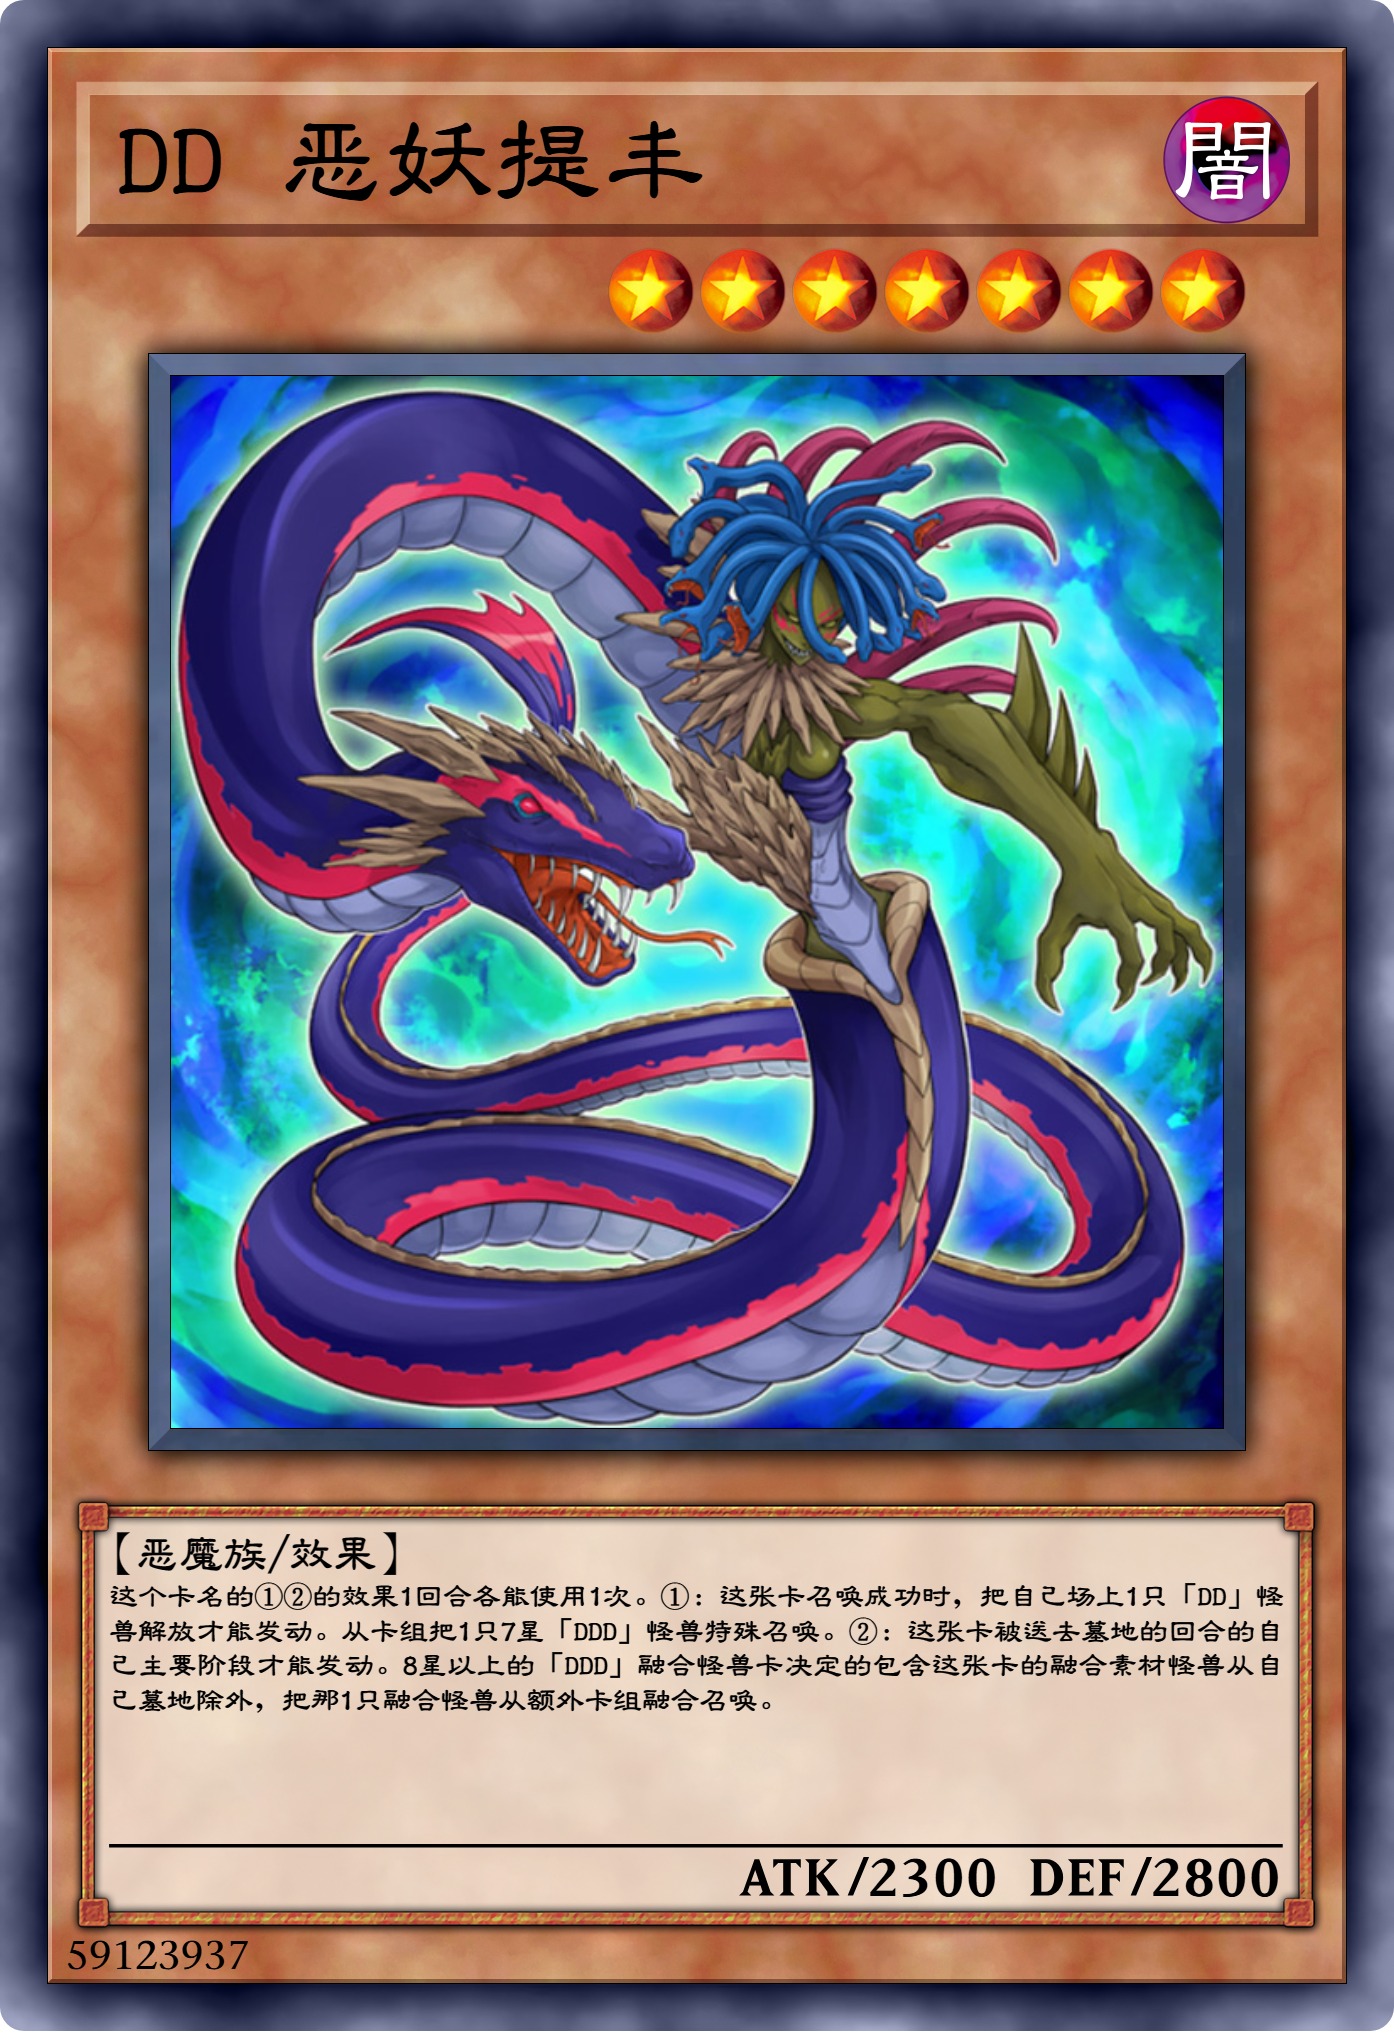 DD 恶妖提丰
闇
【恶魔族/效果】
这个卡名的①②的效果1回合各能使用1次。①：这张卡召唤成功时，把自己场上1只「DD」怪
兽解放才能发动。从卡组把1只7星「DDD」怪兽特殊召唤。②：这张卡被送去墓地的回合的自
己主要阶段才能发动。8星以上的「DDD」融合怪兽卡决定的包含这张卡的融合素材怪兽从自
己墓地除外，把那1只融合怪兽从额外卡组融合召唤。
ATK/2300 DEF/2800
59123937